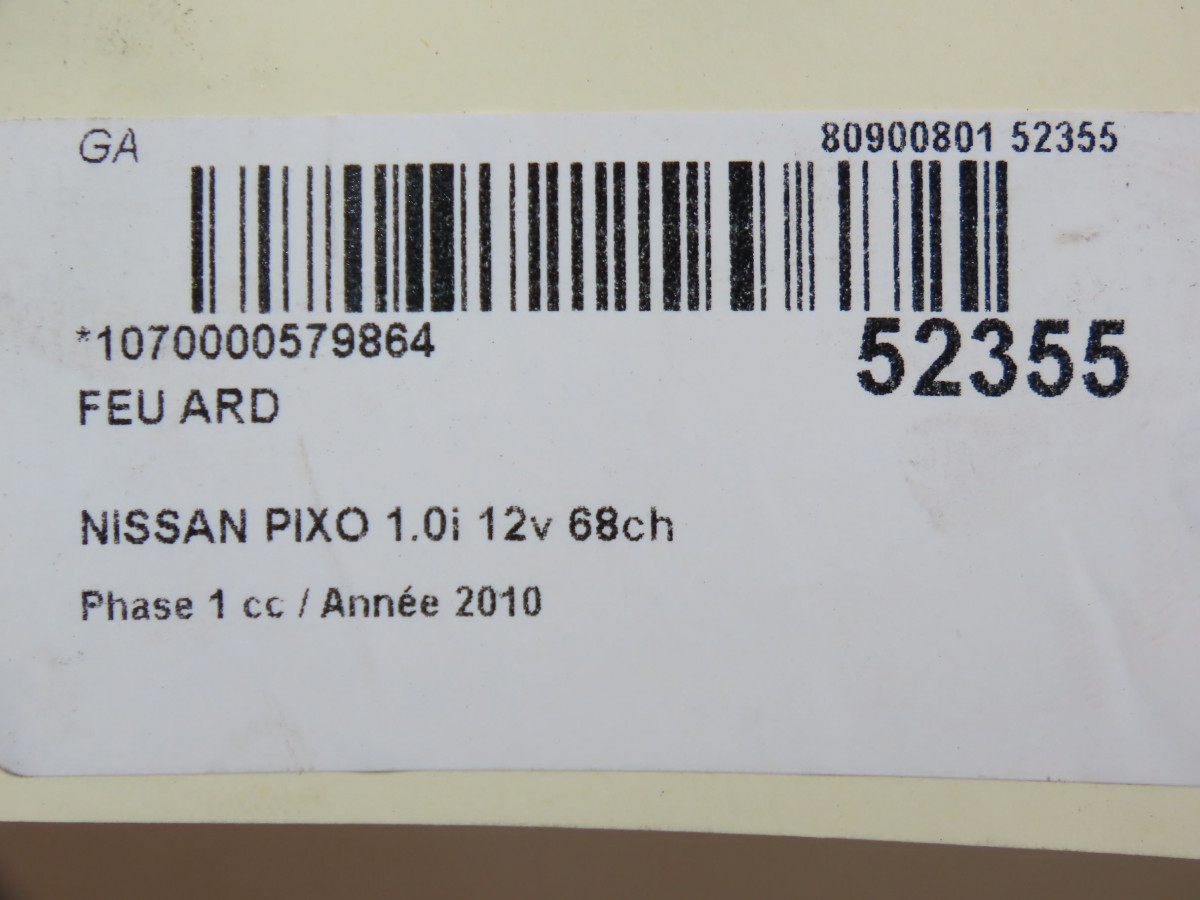 GA
80900801 52355
*1070000579864
52355
FEU ARD
NISSAN PIXO 1.0i 12v 68ch
Phase 1 cc / Année 2010